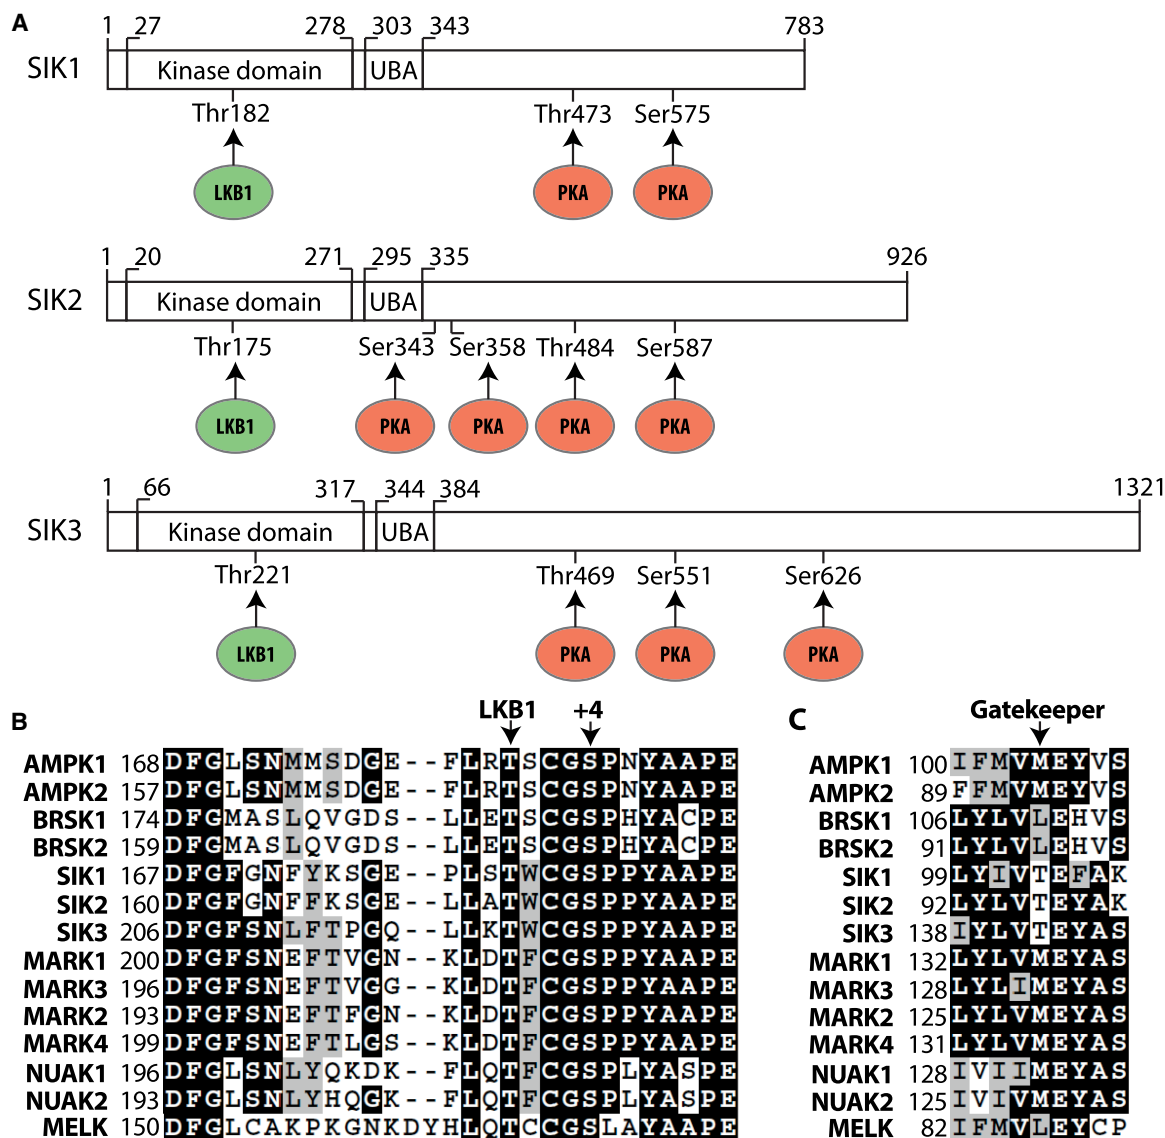 A
1 27 278 303 343 783
SIK1 Kinase domain UBA
Thr182 Thr473 Ser575
LKB1 PKA PKA
1 20 271 295 335 926
SIK2 Kinase domain UBA
Thr175 Ser343 Ser358 Thr484 Ser587
LKB1 PKA PKA PKA PKA
1 66 317 344 384 1321
SIK3 Kinase domain UBA
Thr221 Thr469 Ser551 Ser626
LKB1 PKA PKA PKA
B
LKB1 +4
AMPK1 168 DFGLSNMMSDGE--FLRTSCGSPNYAAPE
AMPK2 157 DFGLSNMMSDGE--FLRTSCGSPNYAAPE
BRSK1 174 DFGMASLQVGDS--LLETSCGSPHYACPE
BRSK2 159 DFGMASLQVGDS--LLETSCGSPHYACPE
SIK1 167 DFGFGNFYKSGE--PLSTWCGSPPYAAPE
SIK2 160 DFGFGNFFKSGE--LLATWCGSPPYAAPE
SIK3 206 DFGFSNLFTPGQ--LLKTWCGSPPYAAPE
MARK1 200 DFGFSNEFTVGN--KLDTFCGSPPYAAPE
MARK3 196 DFGFSNEFTVGG--KLDTFCGSPPYAAPE
MARK2 193 DFGFSNEFTFGN--KLDTFCGSPPYAAPE
MARK4 199 DFGFSNEFTLGS--KLDTFCGSPPYAAPE
NUAK1 196 DFGLSNLYQKDK--FLQTFCGSPLYASPE
NUAK2 193 DFGLSNLYHQGK--FLQTFCGSPLYASPE
MELK 150 DFGLCAKPKGNKDYHLQTCCGSLAYAAPE
C
Gatekeeper
AMPK1 100 IFMVMEYVS
AMPK2 89 FFMVMEYVS
BRSK1 106 LYLVLEHVS
BRSK2 91 LYLVLEHVS
SIK1 99 LYIVTEFAK
SIK2 92 LYLVTEYAK
SIK3 138 IYLVTEYAS
MARK1 132 LYLVMEYAS
MARK3 128 LYLIMEYAS
MARK2 125 LYLVMEYAS
MARK4 131 LYLVMEYAS
NUAK1 128 IVIIMEYAS
NUAK2 125 IVIVMEYAS
MELK 82 IFMVLEYCP